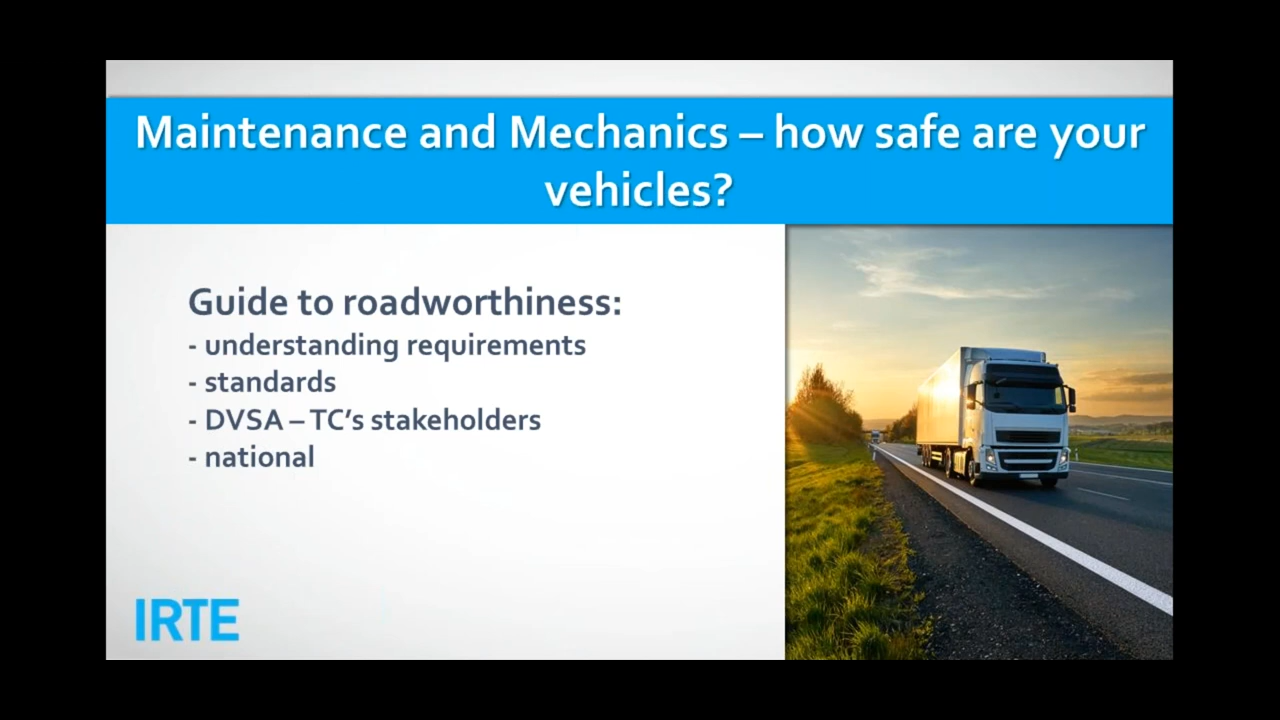 Maintenance and Mechanics – how safe are your
vehicles?
Guide to roadworthiness:
- understanding requirements
- standards
- DVSA – TC’s stakeholders
- national
IRTE